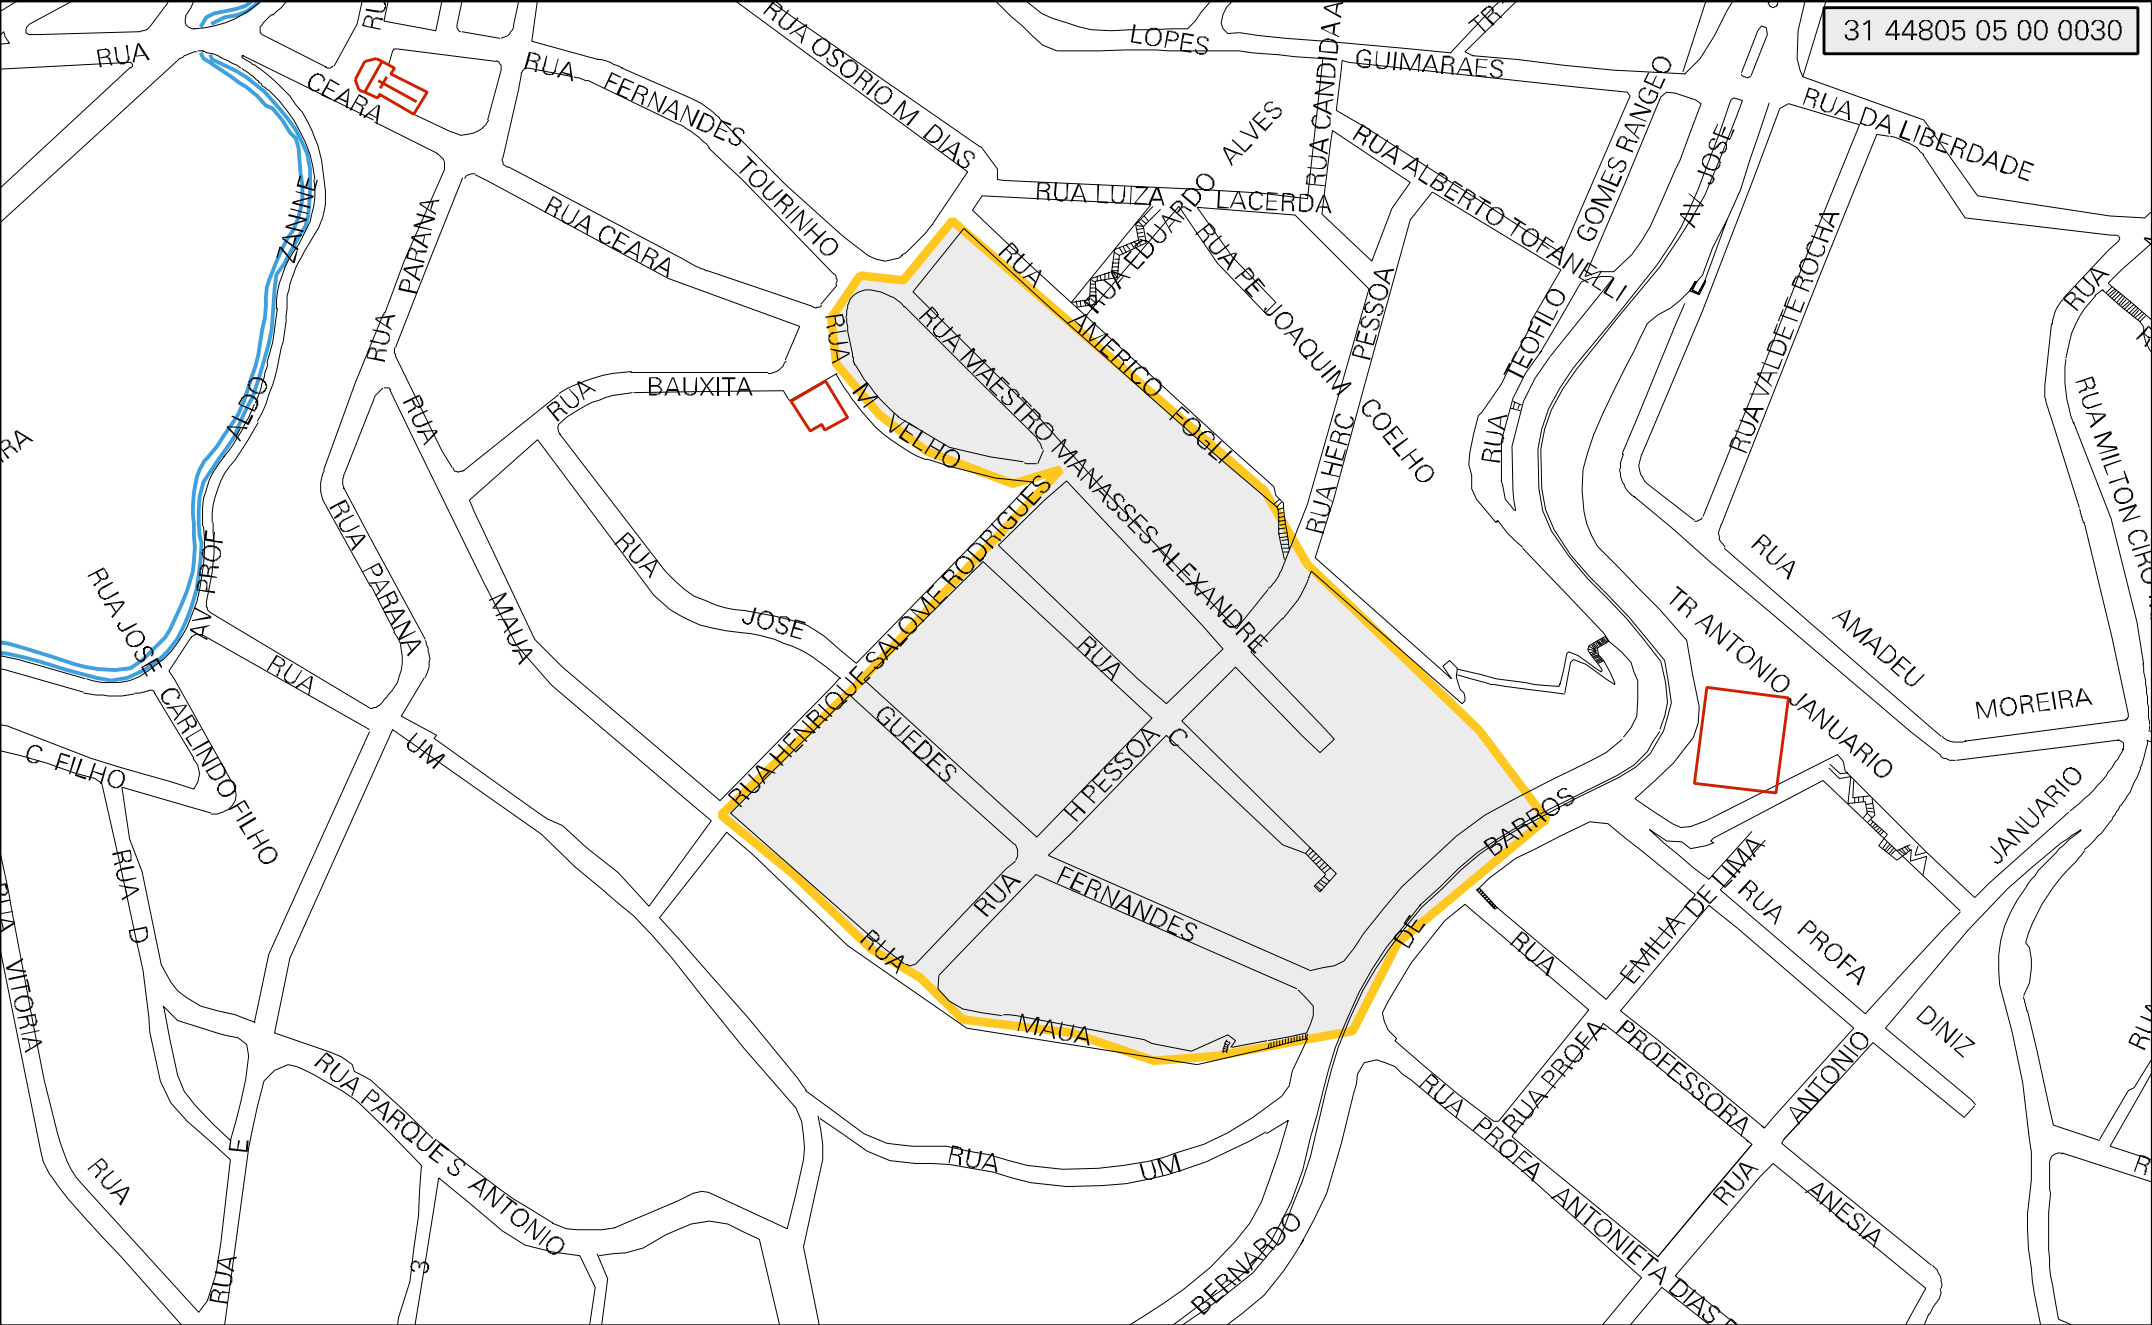 31 44805 05 00 0030
RUA
RUA OSORIO M DIAS
LOPES
GUIMARAES
RUA CANDIDA A
RUA
CEARA
RUA
FERNANDES
TOURINHO
RUA DA LIBERDADE
RUA ALBERTO TOFANELLI
GOMES RANGEO
TEOFILO
RUA
AV JOSE
ALVES
RUA EDUARDO
RUA LUIZA
LACERDA
RUA CEARA
ZANINE
ALDO
AV PROF
RUA PARANA
RUA
AMERICO
FOGLI
RUA PE JOAQUIM
COELHO
RUA HERC
PESSOA
RUA VALDETE ROCHA
RUA
RUA MILTON CIRO
RUA
M
VELHO
RUA MAESTRO MANASSES ALEXANDRE
RUA
BAUXITA
RUA
MAUA
RUA PARANA
RUA
JOSE
GUEDES
RUA HENRIQUE SALOME RODRIGUES
RUA
C
H PESSOA
RUA
RUA
AMADEU
MOREIRA
TR ANTONIO JANUARIO
JANUARIO
RUA JOSE
CARLINDO FILHO
RUA
UM
C FILHO
RUA
D
RUA
VITORIA
RUA
FERNANDES
RUA
MAUA
DE
BARROS
BERNARDO
EMILIA DE LIMA
RUA PROFA
RUA
PROFA
DINIZ
RUA
PROFESSORA
ANESIA
ANTONIO
RUA
RUA
RUA PARQUE S ANTONIO
E
RUA
3
RUA
UM
RUA
PROFA
ANTONIETA
DIAS
RUA